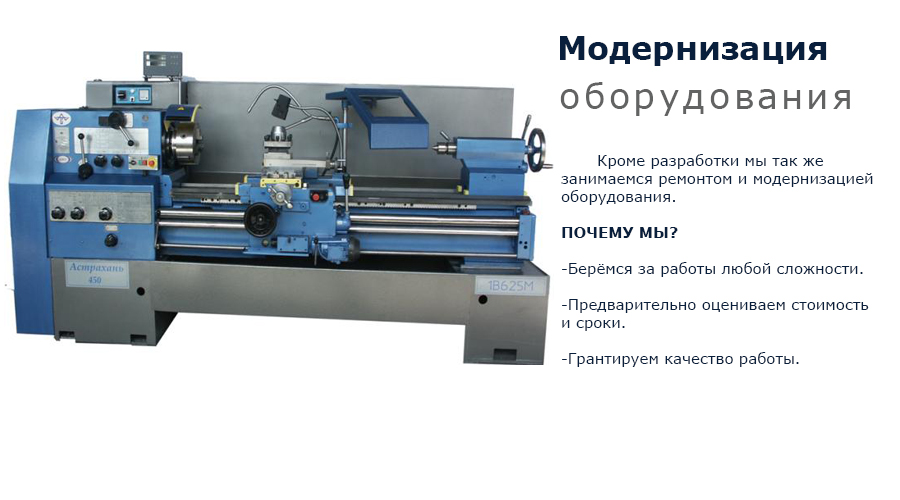 Модернизация
оборудования
Кроме разработки мы так же
занимаемся ремонтом и модернизацией
оборудования.
ПОЧЕМУ МЫ?
-Берёмся за работы любой сложности.
-Предварительно оцениваем стоимость
и сроки.
-Грантируем качество работы.
Астрахань
450
1В625М